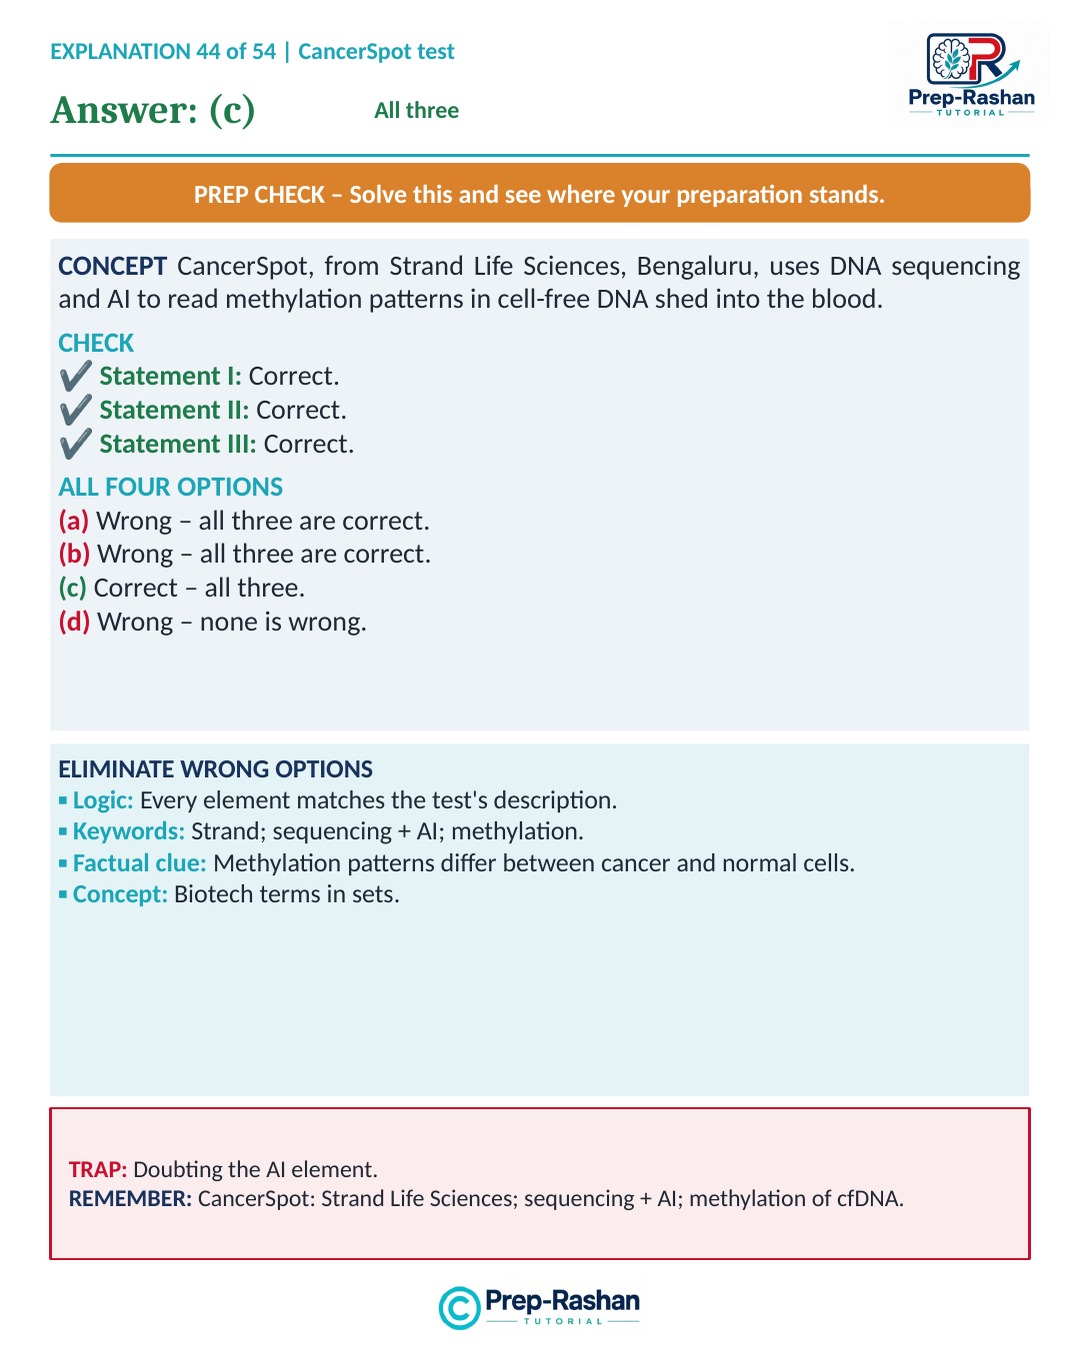 EXPLANATION 44 of 54 | CancerSpot test
Prep-Rashan
TUTORIAL
Answer: (c)
All three
PREP CHECK – Solve this and see where your preparation stands.
CONCEPT CancerSpot, from Strand Life Sciences, Bengaluru, uses DNA sequencing
and AI to read methylation patterns in cell-free DNA shed into the blood.
CHECK
✔ Statement I: Correct.
✔ Statement II: Correct.
✔ Statement III: Correct.
ALL FOUR OPTIONS
(a) Wrong – all three are correct.
(b) Wrong – all three are correct.
(c) Correct – all three.
(d) Wrong – none is wrong.
ELIMINATE WRONG OPTIONS
▪ Logic: Every element matches the test's description.
▪ Keywords: Strand; sequencing + AI; methylation.
▪ Factual clue: Methylation patterns differ between cancer and normal cells.
▪ Concept: Biotech terms in sets.
TRAP: Doubting the AI element.
REMEMBER: CancerSpot: Strand Life Sciences; sequencing + AI; methylation of cfDNA.
© Prep-Rashan
TUTORIAL